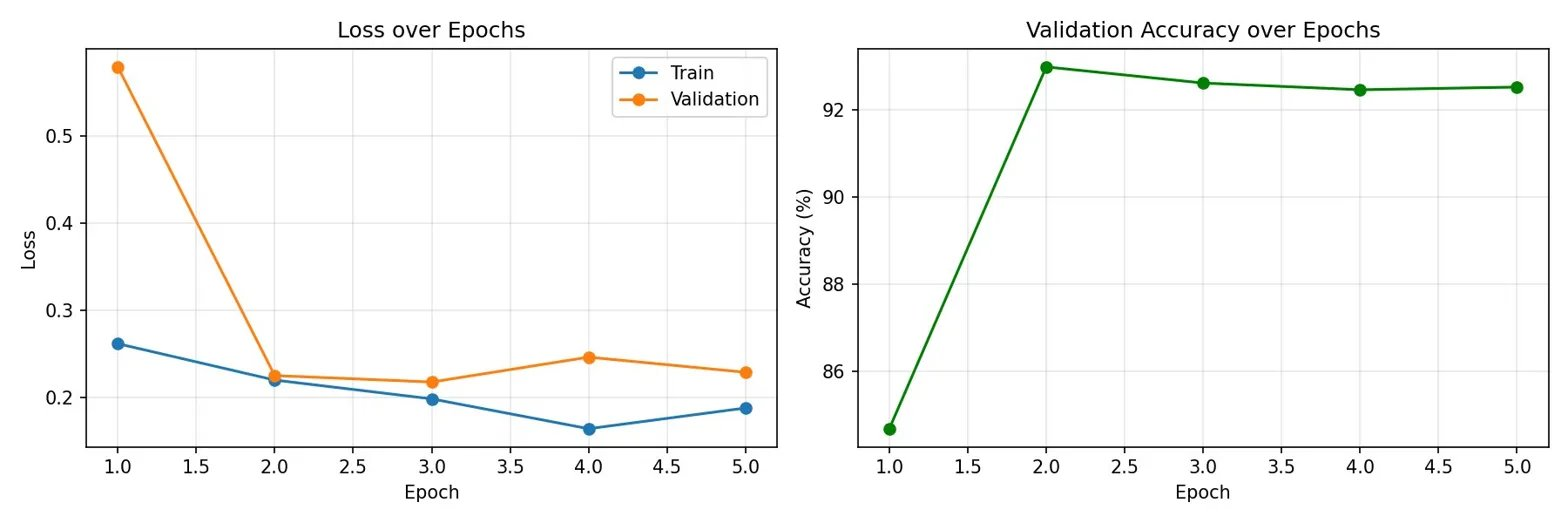 Loss over Epochs
Train
Validation
0.5
0.4
0.3
0.2
Loss
1.0 1.5 2.0 2.5 3.0 3.5 4.0 4.5 5.0
Epoch
Validation Accuracy over Epochs
92
90
88
86
Accuracy (%)
1.0 1.5 2.0 2.5 3.0 3.5 4.0 4.5 5.0
Epoch